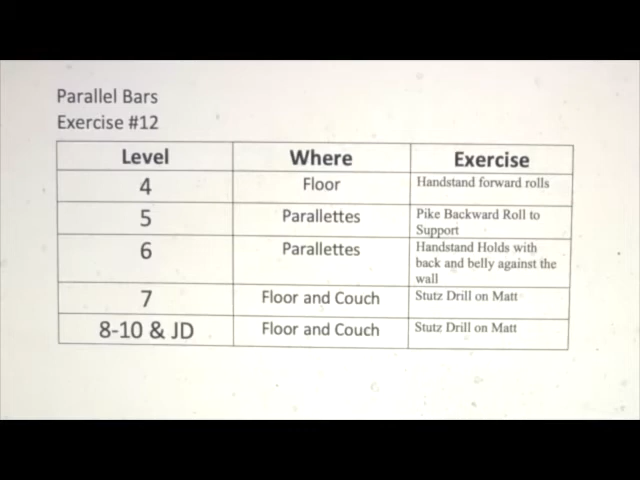 Parallel Bars
Exercise #12
Level Where Exercise
4 Floor Handstand forward rolls
5 Parallettes Pike Backward Roll to
Support
6 Parallettes Handstand Holds with
back and belly against the
wall
7 Floor and Couch Stutz Drill on Matt
8-10 & JD Floor and Couch Stutz Drill on Matt